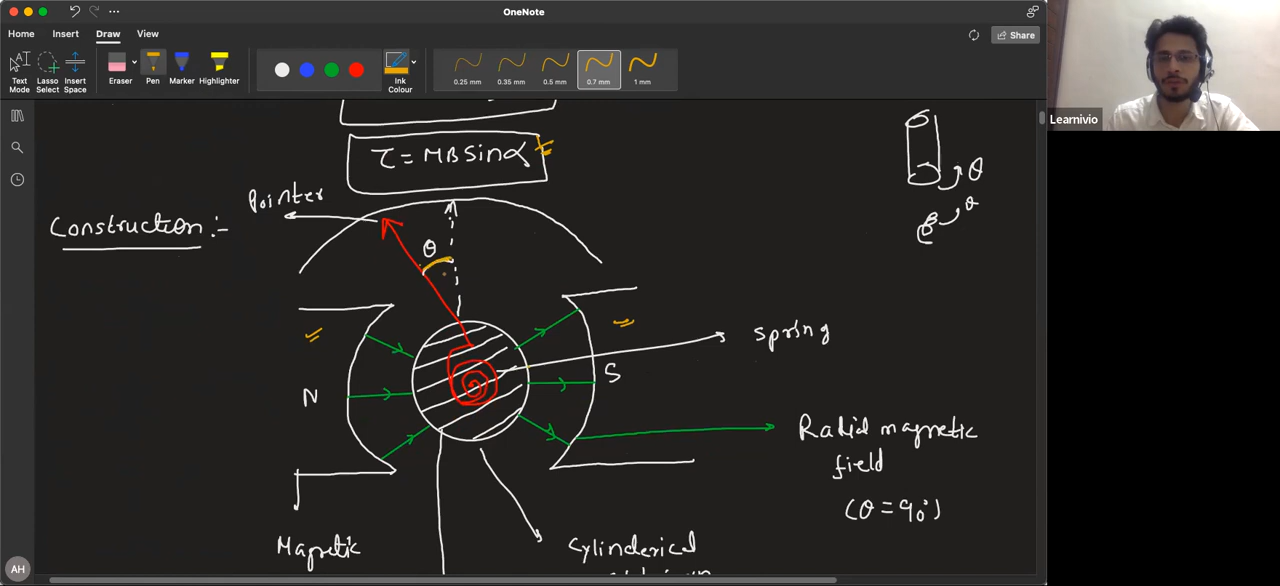 OneNote
Home Insert Draw View
Share
Text Mode
Lasso Select
Insert Space
Eraser
Pen
Marker
Highlighter
Ink Colour
0.25 mm
0.35 mm
0.5 mm
0.7 mm
1 mm
Learnivio
τ = MB Sinα
Pointer
Construction :-
θ
θ
θ
spring
N
S
Radial magnetic
field
(θ = 90°)
Magnetic
Cylinderical
AH